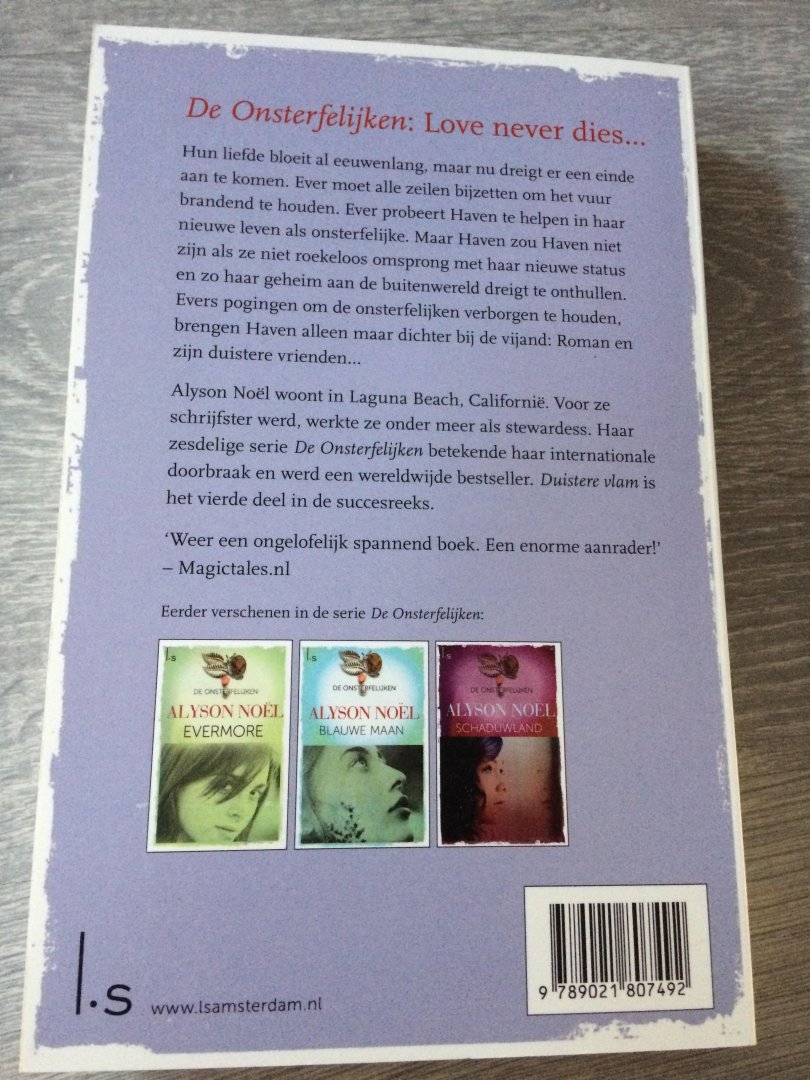 De Onsterfelijken: Love never dies...
Hun liefde bloeit al eeuwenlang, maar nu dreigt er een einde
aan te komen. Ever moet alle zeilen bijzetten om het vuur
brandend te houden. Ever probeert Haven te helpen in haar
nieuwe leven als onsterfelijke. Maar Haven zou Haven niet
zijn als ze niet roekeloos omsprong met haar nieuwe status
en zo haar geheim aan de buitenwereld dreigt te onthullen.
Evers pogingen om de onsterfelijken verborgen te houden,
brengen Haven alleen maar dichter bij de vijand: Roman en
zijn duistere vrienden...
Alyson Noël woont in Laguna Beach, Californië. Voor ze
schrijfster werd, werkte ze onder meer als stewardess. Haar
zesdelige serie De Onsterfelijken betekende haar internationale
doorbraak en werd een wereldwijde bestseller. Duistere vlam is
het vierde deel in de succesreeks.
‘Weer een ongelofelijk spannend boek. Een enorme aanrader!’
– Magictales.nl
Eerder verschenen in de serie De Onsterfelijken:
l.s
DE ONSTERFELIJKEN
ALYSON NOËL
EVERMORE
l.s
DE ONSTERFELIJKEN
ALYSON NOËL
BLAUWE MAAN
l.s
DE ONSTERFELIJKEN
ALYSON NOËL
SCHADUWLAND
l.s
www.lsamsterdam.nl
9 789021 807492